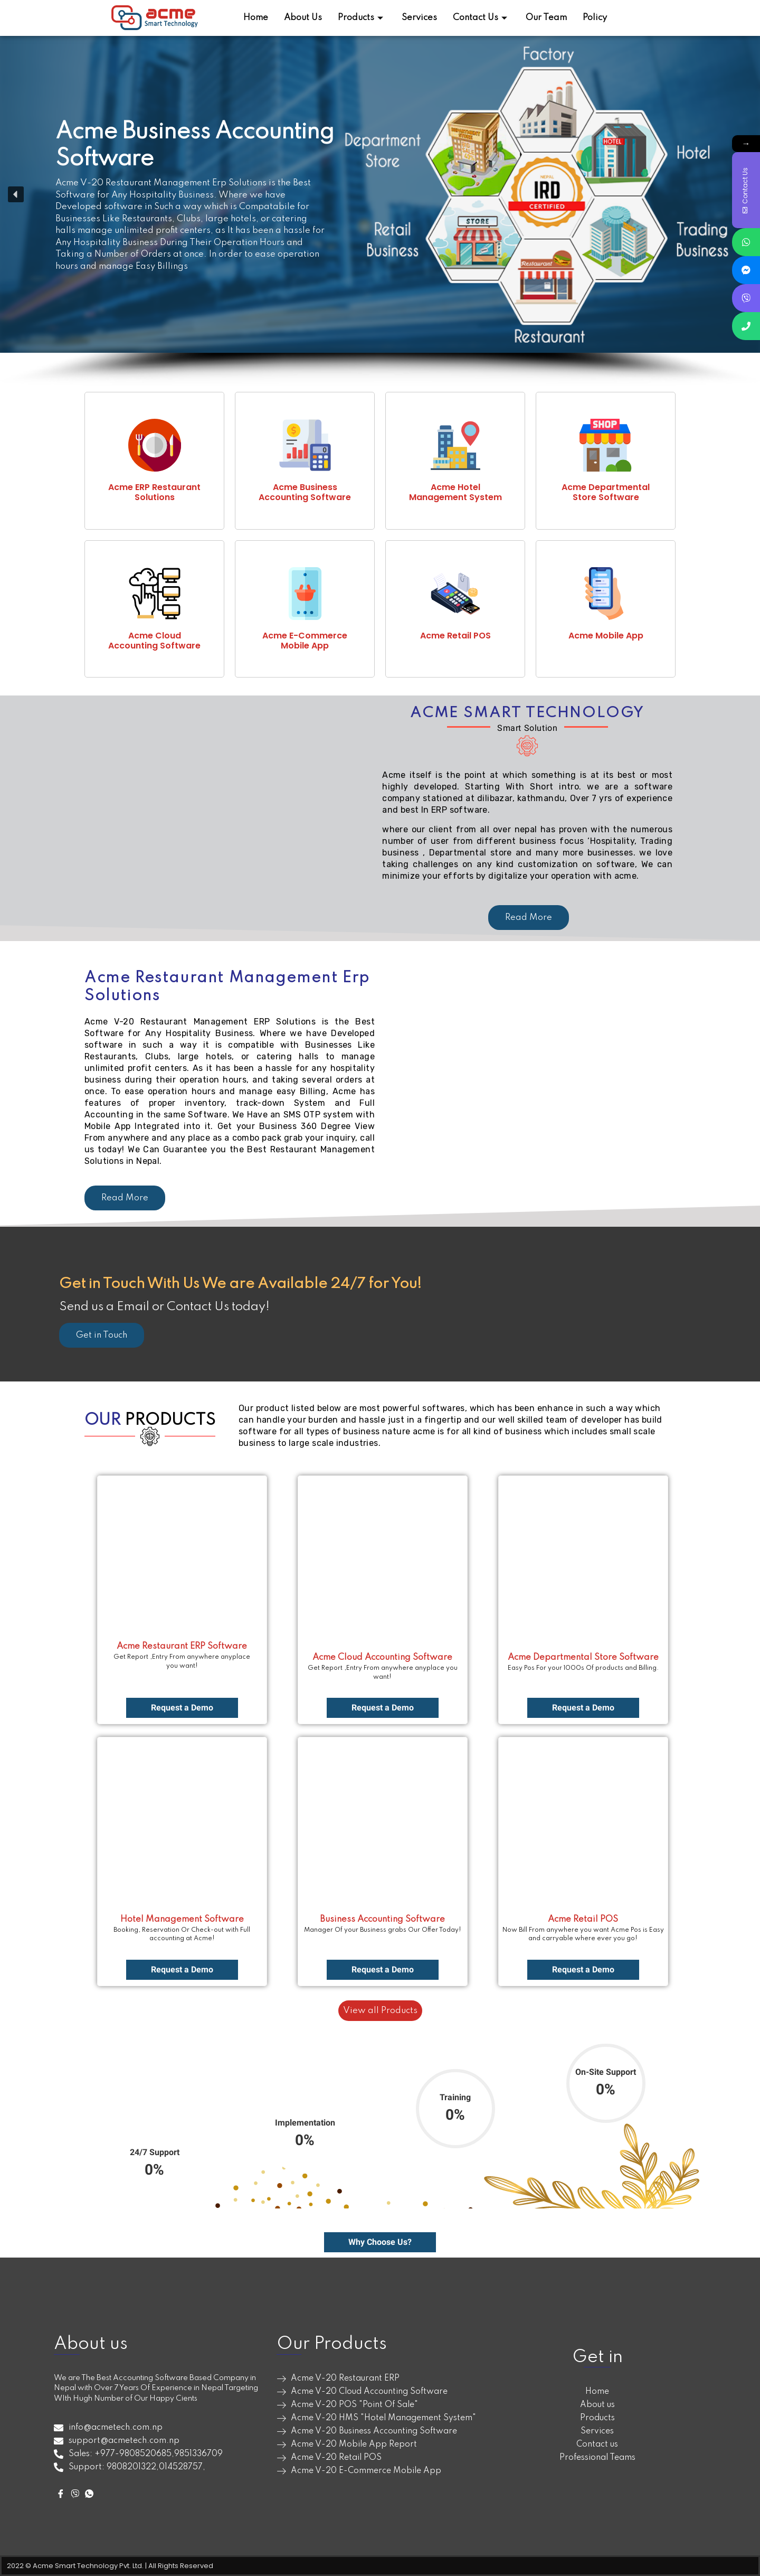 acme
Smart Technology
Home
About Us
Products
Services
Contact Us
Our Team
Policy
Acme Business Accounting
Software
Acme V-20 Restaurant Management Erp Solutions is the Best
Software for Any Hospitality Business. Where we have
Developed software in Such a way which is Compatabile for
Businesses Like Restaurants, Clubs, large hotels, or catering
halls manage unlimited profit centers, as It has been a hassle for
Any Hospitality Business During Their Operation Hours and
Taking a Number of Orders at once. In order to ease operation
hours and manage Easy Billings
Factory
Department
Store
Hotel
HOTEL
IRD
CERTIFIED
STORE
Retail
Business
Trading
Business
Restaurant
Restaurant
→
Contact Us
SHOP
Acme ERP Restaurant
Solutions
Acme Business
Accounting Software
Acme Hotel
Management System
Acme Departmental
Store Software
Acme Cloud
Accounting Software
Acme E-Commerce
Mobile App
Acme Retail POS
Acme Mobile App
ACME SMART TECHNOLOGY
Smart Solution
Acme itself is the point at which something is at its best or most
highly developed. Starting With Short intro. we are a software
company stationed at dilibazar, kathmandu, Over 7 yrs of experience
and best In ERP software.
where our client from all over nepal has proven with the numerous
number of user from different business focus 'Hospitality, Trading
business , Departmental store and many more businesses. we love
taking challenges on any kind customization on software, We can
minimize your efforts by digitalize your operation with acme.
Read More
Acme Restaurant Management Erp
Solutions
Acme V-20 Restaurant Management ERP Solutions is the Best
Software for Any Hospitality Business. Where we have Developed
software in such a way it is compatible with Businesses Like
Restaurants, Clubs, large hotels, or catering halls to manage
unlimited profit centers. As it has been a hassle for any hospitality
business during their operation hours, and taking several orders at
once. To ease operation hours and manage easy Billing, Acme has
features of proper inventory, track-down System and Full
Accounting in the same Software. We Have an SMS OTP system with
Mobile App Integrated into it. Get your Business 360 Degree View
From anywhere and any place as a combo pack grab your inquiry, call
us today! We Can Guarantee you the Best Restaurant Management
Solutions in Nepal.
Read More
Get in Touch With Us We are Available 24/7 for You!
Send us a Email or Contact Us today!
Get in Touch
OUR PRODUCTS
Our product listed below are most powerful softwares, which has been enhance in such a way which
can handle your burden and hassle just in a fingertip and our well skilled team of developer has build
software for all types of business nature acme is for all kind of business which includes small scale
business to large scale industries.
Acme Restaurant ERP Software
Get Report ,Entry From anywhere anyplace
you want!
Request a Demo
Acme Cloud Accounting Software
Get Report ,Entry From anywhere anyplace you
want!
Request a Demo
Acme Departmental Store Software
Easy Pos For your 1000s Of products and Billing.
Request a Demo
Hotel Management Software
Booking, Reservation Or Check-out with Full
accounting at Acme!
Request a Demo
Business Accounting Software
Manager Of your Business grabs Our Offer Today!
Request a Demo
Acme Retail POS
Now Bill From anywhere you want Acme Pos is Easy
and carryable where ever you go!
Request a Demo
View all Products
24/7 Support
0%
Implementation
0%
Training
0%
On-Site Support
0%
Why Choose Us?
About us
We are The Best Accounting Software Based Company in
Nepal with Over 7 Years Of Experience in Nepal Targeting
WIth Hugh Number of Our Happy Cients
info@acmetech.com.np
support@acmetech.com.np
Sales: +977-9808520685,9851336709
Support: 9808201322,014528757,
Our Products
Acme V-20 Restaurant ERP
Acme V-20 Cloud Accounting Software
Acme V-20 POS "Point Of Sale"
Acme V-20 HMS "Hotel Management System"
Acme V-20 Business Accounting Software
Acme V-20 Mobile App Report
Acme V-20 Retail POS
Acme V-20 E-Commerce Mobile App
Get in
Home
About us
Products
Services
Contact us
Professional Teams
2022 © Acme Smart Technology Pvt. Ltd. | All Rights Reserved